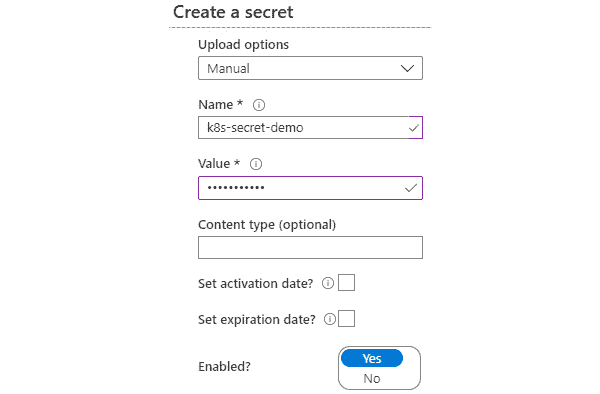 Create a secret
Upload options
Manual
Name *
k8s-secret-demo
Value *
•••••••••••
Content type (optional)
Set activation date?
Set expiration date?
Enabled?
Yes
No